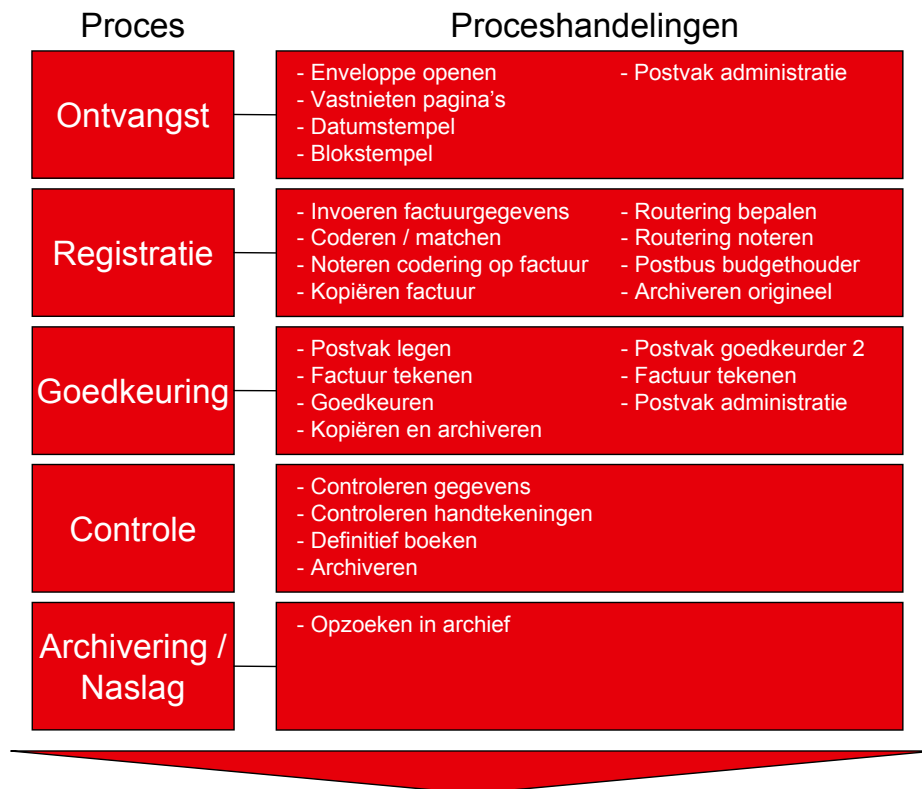 Proces
Proceshandelingen
Ontvangst
- Enveloppe openen
- Vastnieten pagina's
- Datumstempel
- Blokstempel
- Postvak administratie
Registratie
- Invoeren factuurgegevens
- Coderen / matchen
- Noteren codering op factuur
- Kopiëren factuur
- Routering bepalen
- Routering noteren
- Postbus budgethouder
- Archiveren origineel
Goedkeuring
- Postvak legen
- Factuur tekenen
- Goedkeuren
- Kopiëren en archiveren
- Postvak goedkeurder 2
- Factuur tekenen
- Postvak administratie
Controle
- Controleren gegevens
- Controleren handtekeningen
- Definitief boeken
- Archiveren
Archivering /
Naslag
- Opzoeken in archief